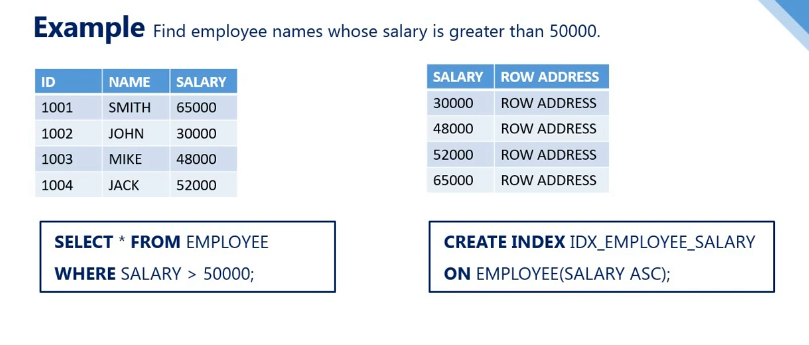 Example Find employee names whose salary is greater than 50000.
ID NAME SALARY
1001 SMITH 65000
1002 JOHN 30000
1003 MIKE 48000
1004 JACK 52000
SALARY ROW ADDRESS
30000 ROW ADDRESS
48000 ROW ADDRESS
52000 ROW ADDRESS
65000 ROW ADDRESS
SELECT * FROM EMPLOYEE
WHERE SALARY > 50000;
CREATE INDEX IDX_EMPLOYEE_SALARY
ON EMPLOYEE(SALARY ASC);